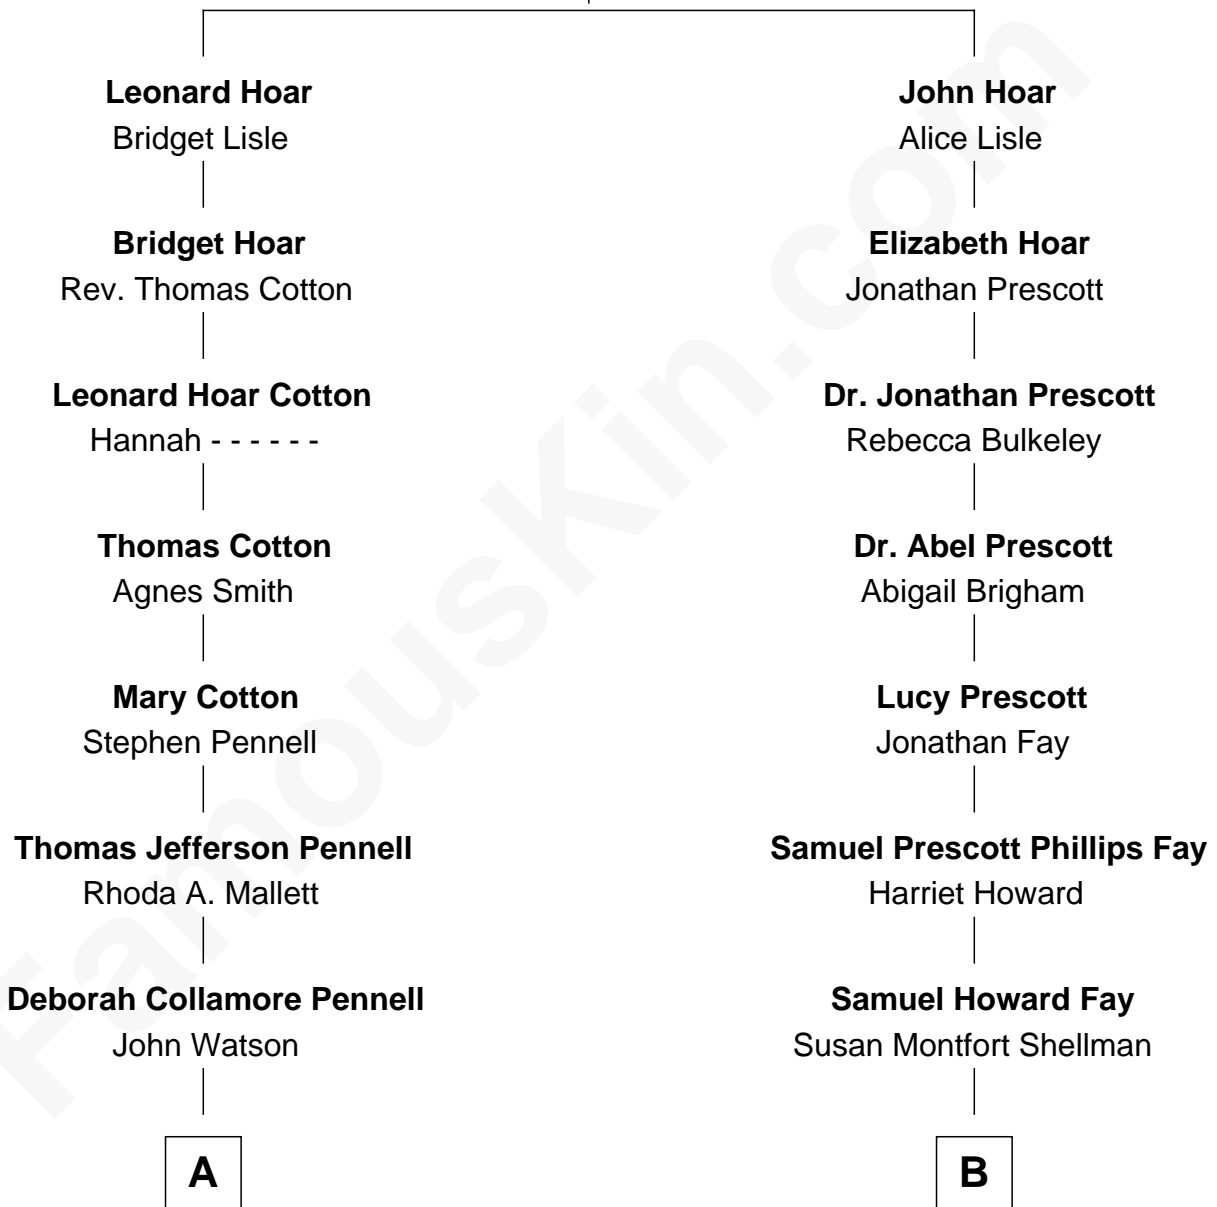 Leonard Hoar
Bridget Lisle
John Hoar
Alice Lisle
Bridget Hoar
Rev. Thomas Cotton
Elizabeth Hoar
Jonathan Prescott
Leonard Hoar Cotton
Hannah - - - - - -
Dr. Jonathan Prescott
Rebecca Bulkeley
Thomas Cotton
Agnes Smith
Dr. Abel Prescott
Abigail Brigham
Mary Cotton
Stephen Pennell
Lucy Prescott
Jonathan Fay
Thomas Jefferson Pennell
Rhoda A. Mallett
Samuel Prescott Phillips Fay
Harriet Howard
Deborah Collamore Pennell
John Watson
Samuel Howard Fay
Susan Montfort Shellman
A
B
FamousKin.com